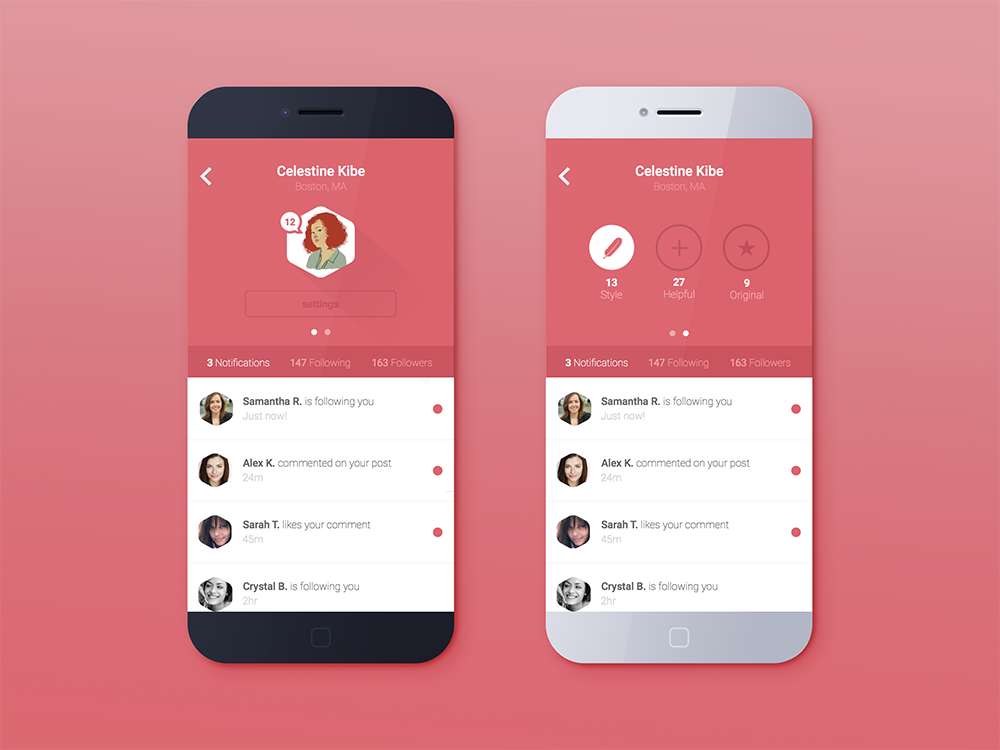 Celestine Kibe
Boston, MA
12
settings
3 Notifications 147 Following 163 Followers
Samantha R. is following you
Just now!
Alex K. commented on your post
24m
Sarah T. likes your comment
45m
Crystal B. is following you
2hr
Celestine Kibe
Boston, MA
13 27 9
Style Helpful Original
3 Notifications 147 Following 163 Followers
Samantha R. is following you
Just now!
Alex K. commented on your post
24m
Sarah T. likes your comment
45m
Crystal B. is following you
2hr